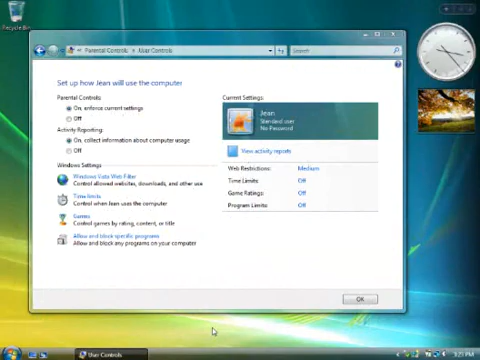 Recycle Bin
Parental Controls
User Controls
Search
Set up how Jean will use the computer
Parental Controls:
On, enforce current settings
Off
Activity Reporting:
On, collect information about computer usage
Off
Windows Settings
Windows Vista Web Filter
Control allowed websites, downloads, and other use
Time limits
Control when Jean uses the computer
Games
Control games by rating, content, or title
Allow and block specific programs
Allow and block any programs on your computer
Current Settings:
Jean
Standard user
No Password
View activity reports
Web Restrictions: Medium
Time Limits: Off
Game Ratings: Off
Program Limits: Off
OK
User Controls